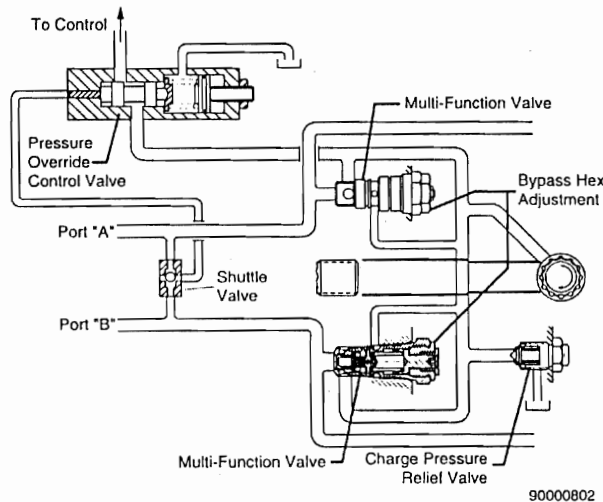 To Control
Multi-Function Valve
Pressure
Override
Control Valve
Bypass Hex
Adjustment
Port "A"
Shuttle
Valve
Port "B"
Multi-Function Valve
Charge Pressure
Relief Valve
90000802